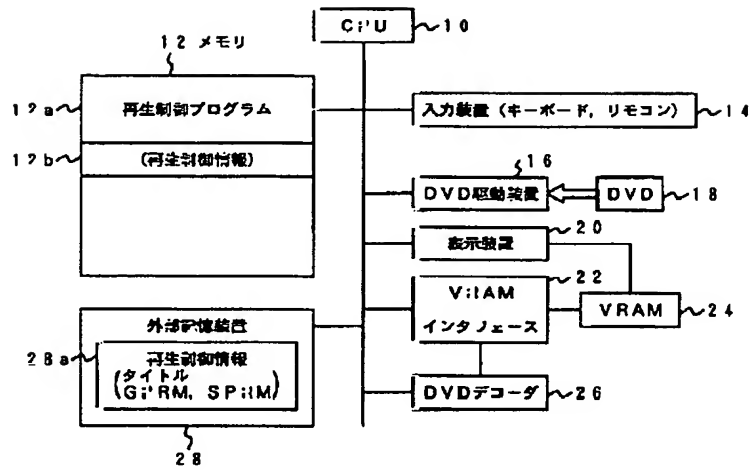 CPU 10
12 メモリ
12a 再生制御プログラム
入力装置(キーボード, リモコン) 14
12b (再生制御情報)
16
DVD駆動装置 DVD 18
20
表示装置
22
VRAM
インタフェース
VRAM 24
外部記憶装置
28a 再生制御情報
(タイトル
GPRM, SPRM)
DVDデコーダ 26
28